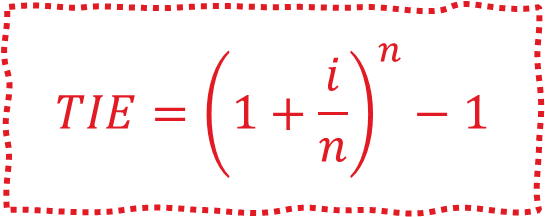 TIE = (1 + i/n)^n − 1